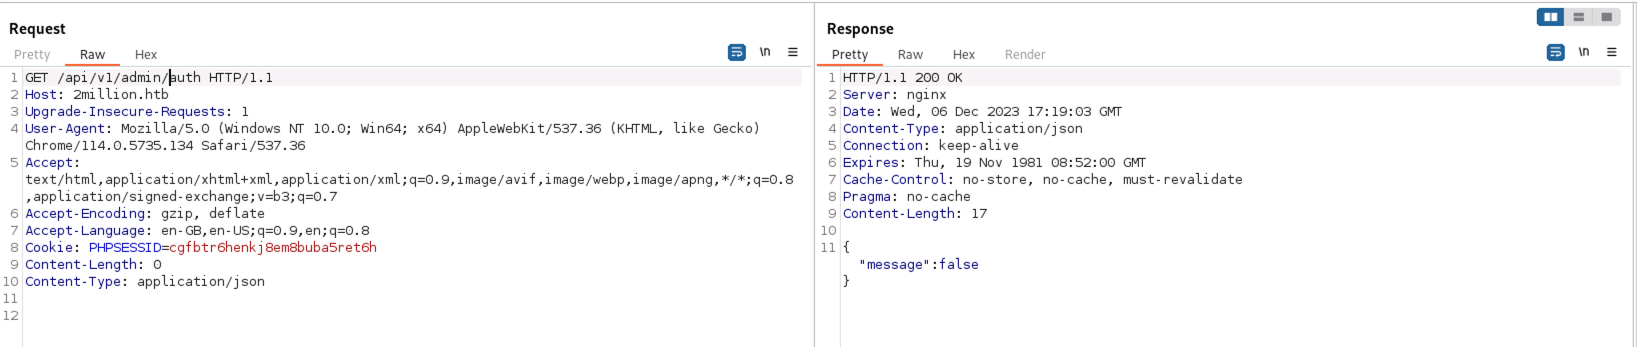 Request
Pretty Raw Hex
\n
1 GET /api/v1/admin/auth HTTP/1.1
2 Host: 2million.htb
3 Upgrade-Insecure-Requests: 1
4 User-Agent: Mozilla/5.0 (Windows NT 10.0; Win64; x64) AppleWebKit/537.36 (KHTML, like Gecko)
Chrome/114.0.5735.134 Safari/537.36
5 Accept:
text/html,application/xhtml+xml,application/xml;q=0.9,image/avif,image/webp,image/apng,*/*;q=0.8
,application/signed-exchange;v=b3;q=0.7
6 Accept-Encoding: gzip, deflate
7 Accept-Language: en-GB,en-US;q=0.9,en;q=0.8
8 Cookie: PHPSESSID=cgfbtr6henkj8em8buba5ret6h
9 Content-Length: 0
10 Content-Type: application/json
11
12
Response
Pretty Raw Hex Render
\n
1 HTTP/1.1 200 OK
2 Server: nginx
3 Date: Wed, 06 Dec 2023 17:19:03 GMT
4 Content-Type: application/json
5 Connection: keep-alive
6 Expires: Thu, 19 Nov 1981 08:52:00 GMT
7 Cache-Control: no-store, no-cache, must-revalidate
8 Pragma: no-cache
9 Content-Length: 17
10
11 {
"message":false
}